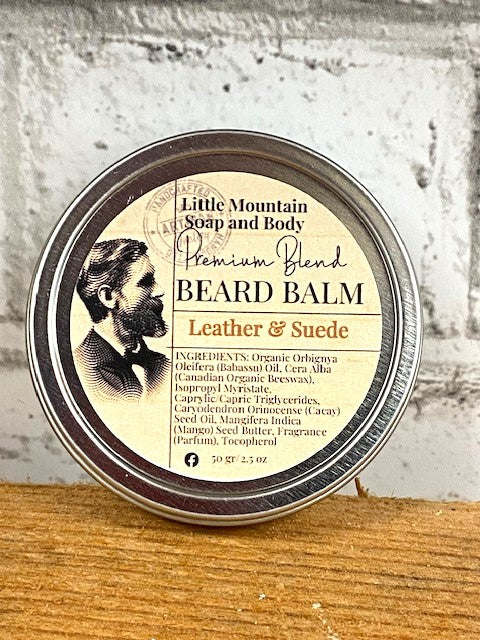 HANDCRAFTED
ARTISAN
Little Mountain
Soap and Body
Premium Blend
BEARD BALM
Leather & Suede
INGREDIENTS: Organic Orbignya
Oleifera (Babassu) Oil, Cera Alba
(Canadian Organic Beeswax),
Isopropyl Myristate,
Caprylic/Capric Triglycerides,
Caryodendron Orinocense (Cacay)
Seed Oil, Mangifera Indica
(Mango) Seed Butter, Fragrance
(Parfum), Tocopherol
50 gr/2.5 oz